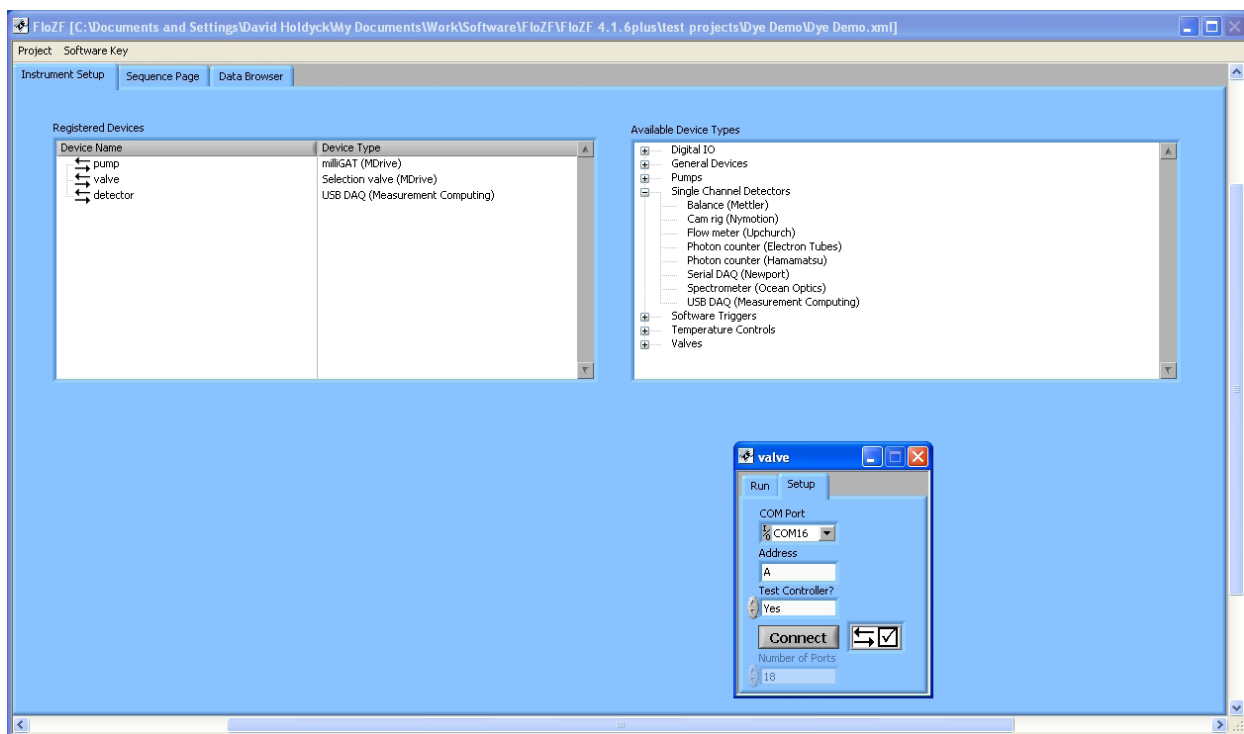 FloZF [C:\Documents and Settings\David Holdyck\My Documents\Work\Software\FloZF\FloZF 4.1.6plus\test projects\Dye Demo\Dye Demo.xml]
Project Software Key
Instrument Setup Sequence Page Data Browser
Registered Devices
Device Name Device Type
pump milliGAT (MDrive)
valve Selection valve (MDrive)
detector USB DAQ (Measurement Computing)
Available Device Types
Digital IO
General Devices
Pumps
Single Channel Detectors
Balance (Mettler)
Cam rig (Nymotion)
Flow meter (Upchurch)
Photon counter (Electron Tubes)
Photon counter (Hamamatsu)
Serial DAQ (Newport)
Spectrometer (Ocean Optics)
USB DAQ (Measurement Computing)
Software Triggers
Temperature Controls
Valves
valve
Run Setup
COM Port
COM16
Address
A
Test Controller?
Yes
Connect
Number of Ports
18